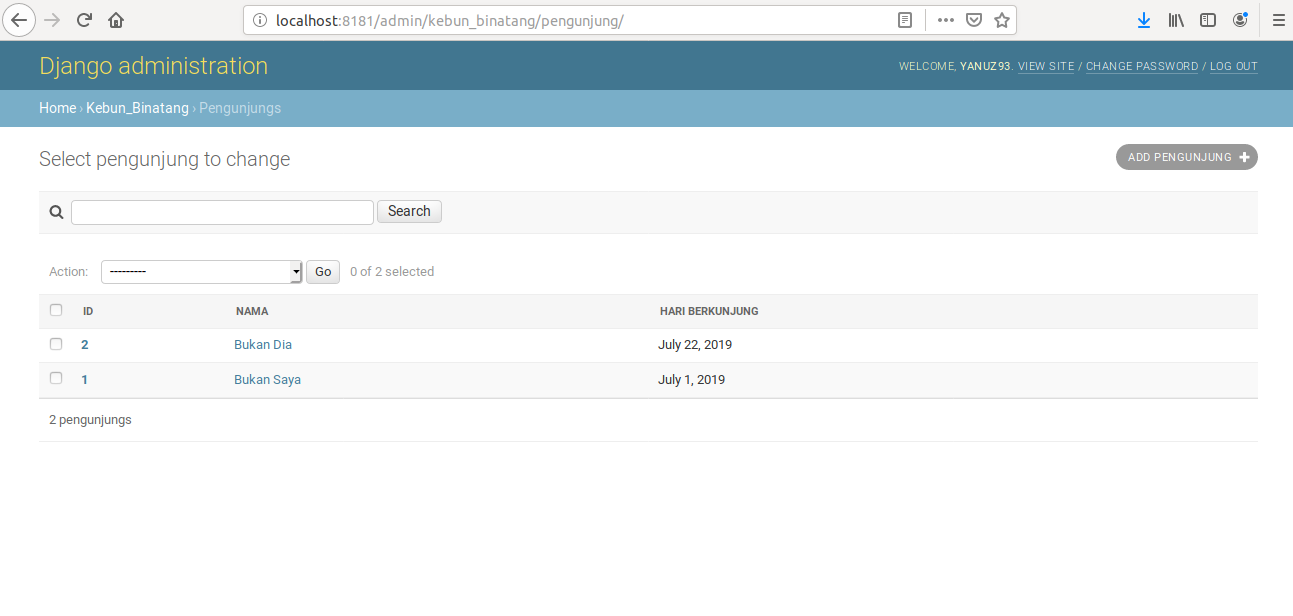 localhost:8181/admin/kebun_binatang/pengunjung/
Django administration
WELCOME, YANUZ93. VIEW SITE / CHANGE PASSWORD / LOG OUT
Home › Kebun_Binatang › Pengunjungs
Select pengunjung to change
ADD PENGUNJUNG +
Search
Action: --------- Go 0 of 2 selected
ID NAMA HARI BERKUNJUNG
2 Bukan Dia July 22, 2019
1 Bukan Saya July 1, 2019
2 pengunjungs